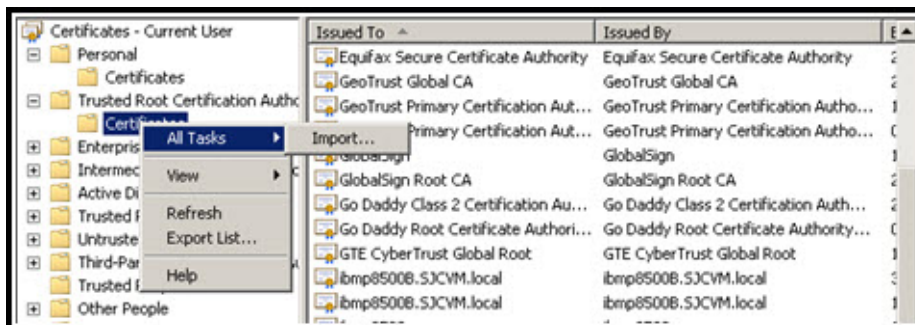 Certificates - Current User
Personal
Certificates
Trusted Root Certification Autho
Certificates
Enterpris
Intermec
Active Di
Trusted
Untruste
Third-Par
Trusted
Other People
All Tasks
View
Refresh
Export List...
Help
Import...
Issued To Issued By
Equifax Secure Certificate Authority Equifax Secure Certificate Authority
GeoTrust Global CA GeoTrust Global CA
GeoTrust Primary Certification Aut... GeoTrust Primary Certification Autho...
Primary Certification Aut... GeoTrust Primary Certification Autho...
GlobalSign GlobalSign
GlobalSign Root CA GlobalSign Root CA
Go Daddy Class 2 Certification Au... Go Daddy Class 2 Certification Auth...
Go Daddy Root Certificate Authori... Go Daddy Root Certificate Authority...
GTE CyberTrust Global Root GTE CyberTrust Global Root
ibmp8500B.SJCVM.local ibmp8500B.SJCVM.local
ibmp8500B.SJCVM.local ibmp8500B.SJCVM.local